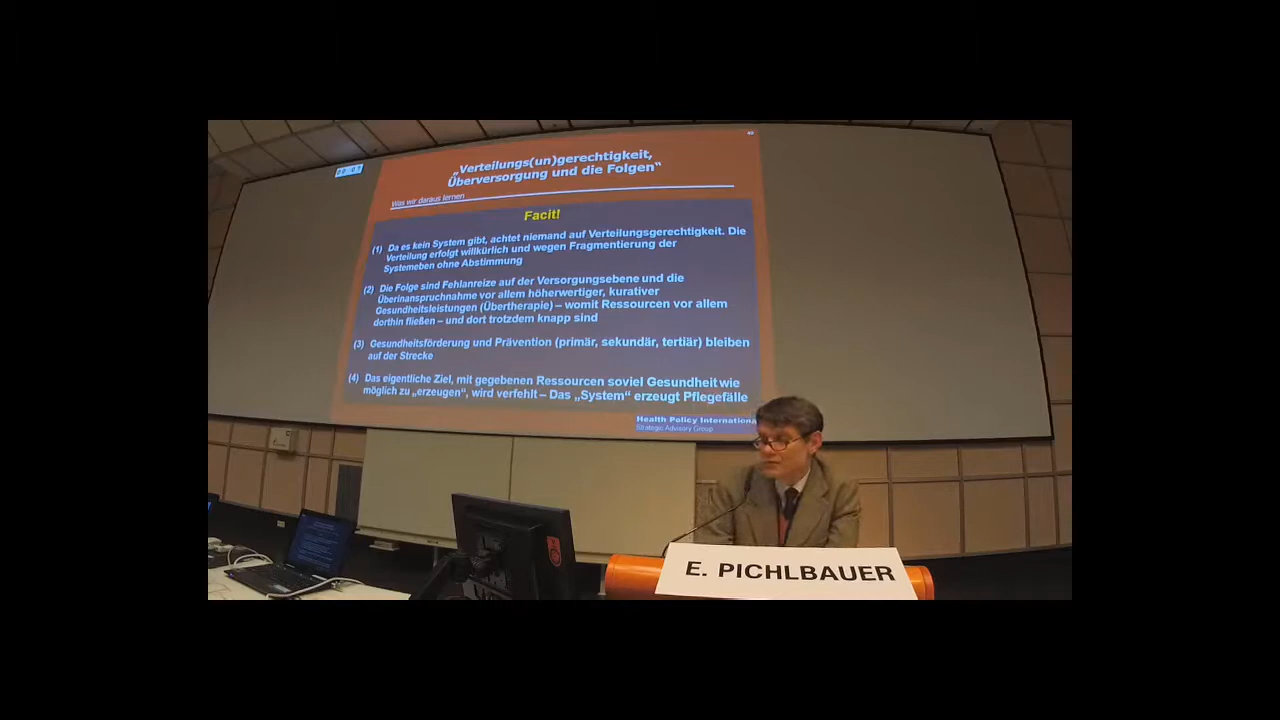 „Verteilungs(un)gerechtigkeit,
Überversorgung und die Folgen“
Was wir daraus lernen
Facit!
(1) Da es kein System gibt, achtet niemand auf Verteilungsgerechtigkeit. Die
Verteilung erfolgt willkürlich und wegen Fragmentierung der
Systemeben ohne Abstimmung
(2) Die Folge sind Fehlanreize auf der Versorgungsebene und die
Überinanspruchnahme vor allem höherwertiger, kurativer
Gesundheitsleistungen (Übertherapie) – womit Ressourcen vor allem
dorthin fließen – und dort trotzdem knapp sind
(3) Gesundheitsförderung und Prävention (primär, sekundär, tertiär) bleiben
auf der Strecke
(4) Das eigentliche Ziel, mit gegebenen Ressourcen soviel Gesundheit wie
möglich zu „erzeugen“, wird verfehlt – Das „System“ erzeugt Pflegefälle
Health Policy Internationa
Strategic Advisory Group
E. PICHLBAUER